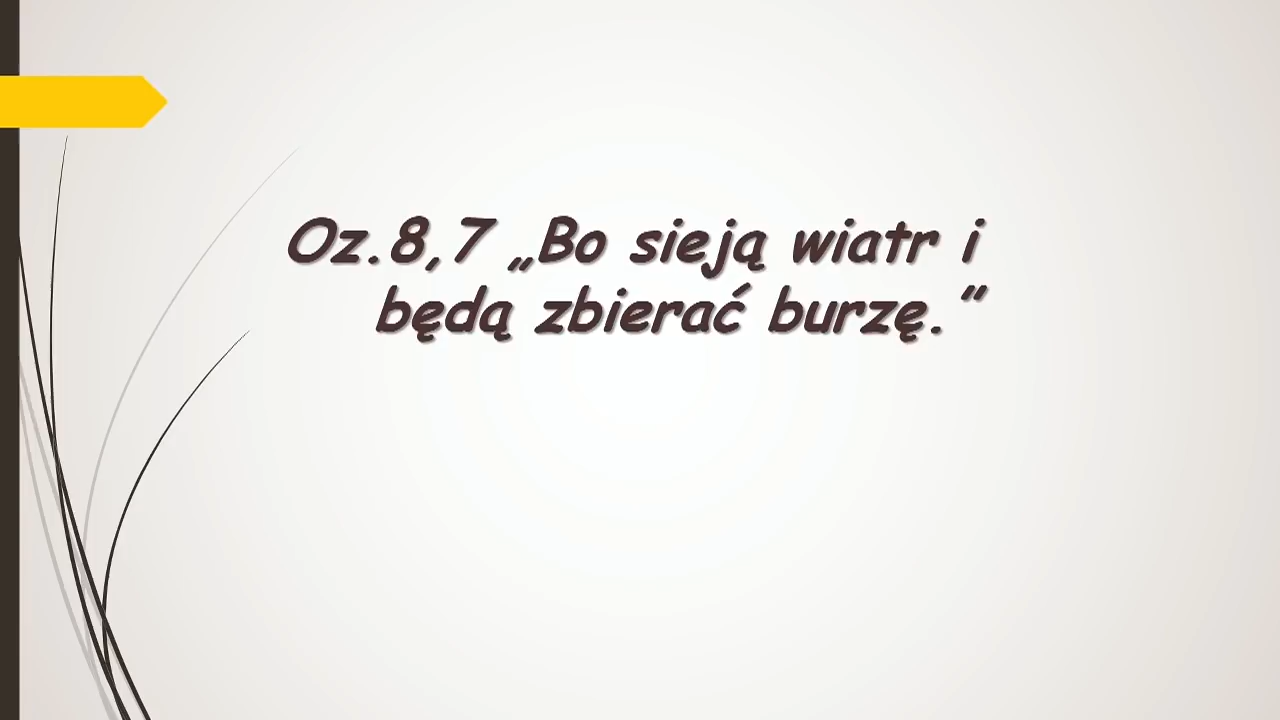 Oz.8,7 „Bo sieją wiatr i
będą zbierać burzę.”